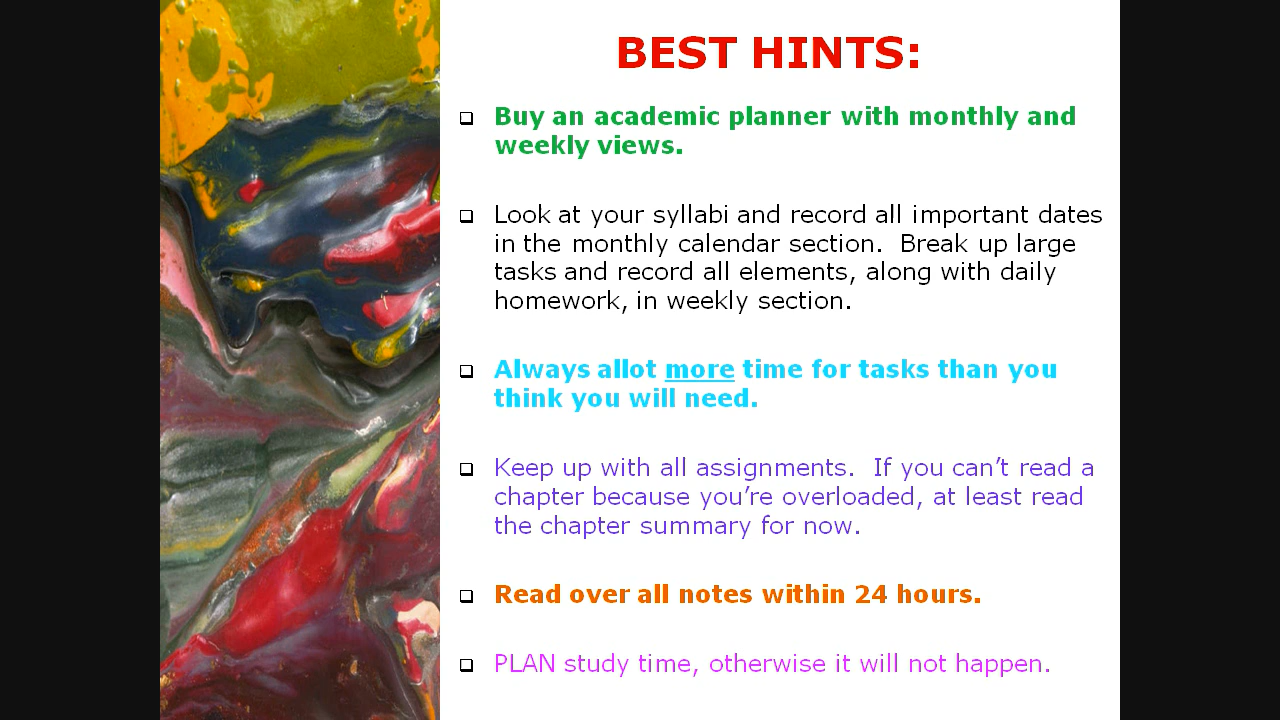 BEST HINTS:
Buy an academic planner with monthly and
weekly views.
Look at your syllabi and record all important dates
in the monthly calendar section.  Break up large
tasks and record all elements, along with daily
homework, in weekly section.
Always allot more time for tasks than you
think you will need.
Keep up with all assignments.  If you can’t read a
chapter because you’re overloaded, at least read
the chapter summary for now.
Read over all notes within 24 hours.
PLAN study time, otherwise it will not happen.